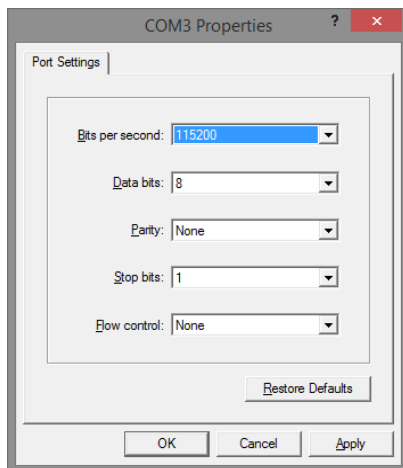 COM3 Properties ?
Port Settings
Bits per second: 115200
Data bits: 8
Parity: None
Stop bits: 1
Flow control: None
Restore Defaults
OK Cancel Apply